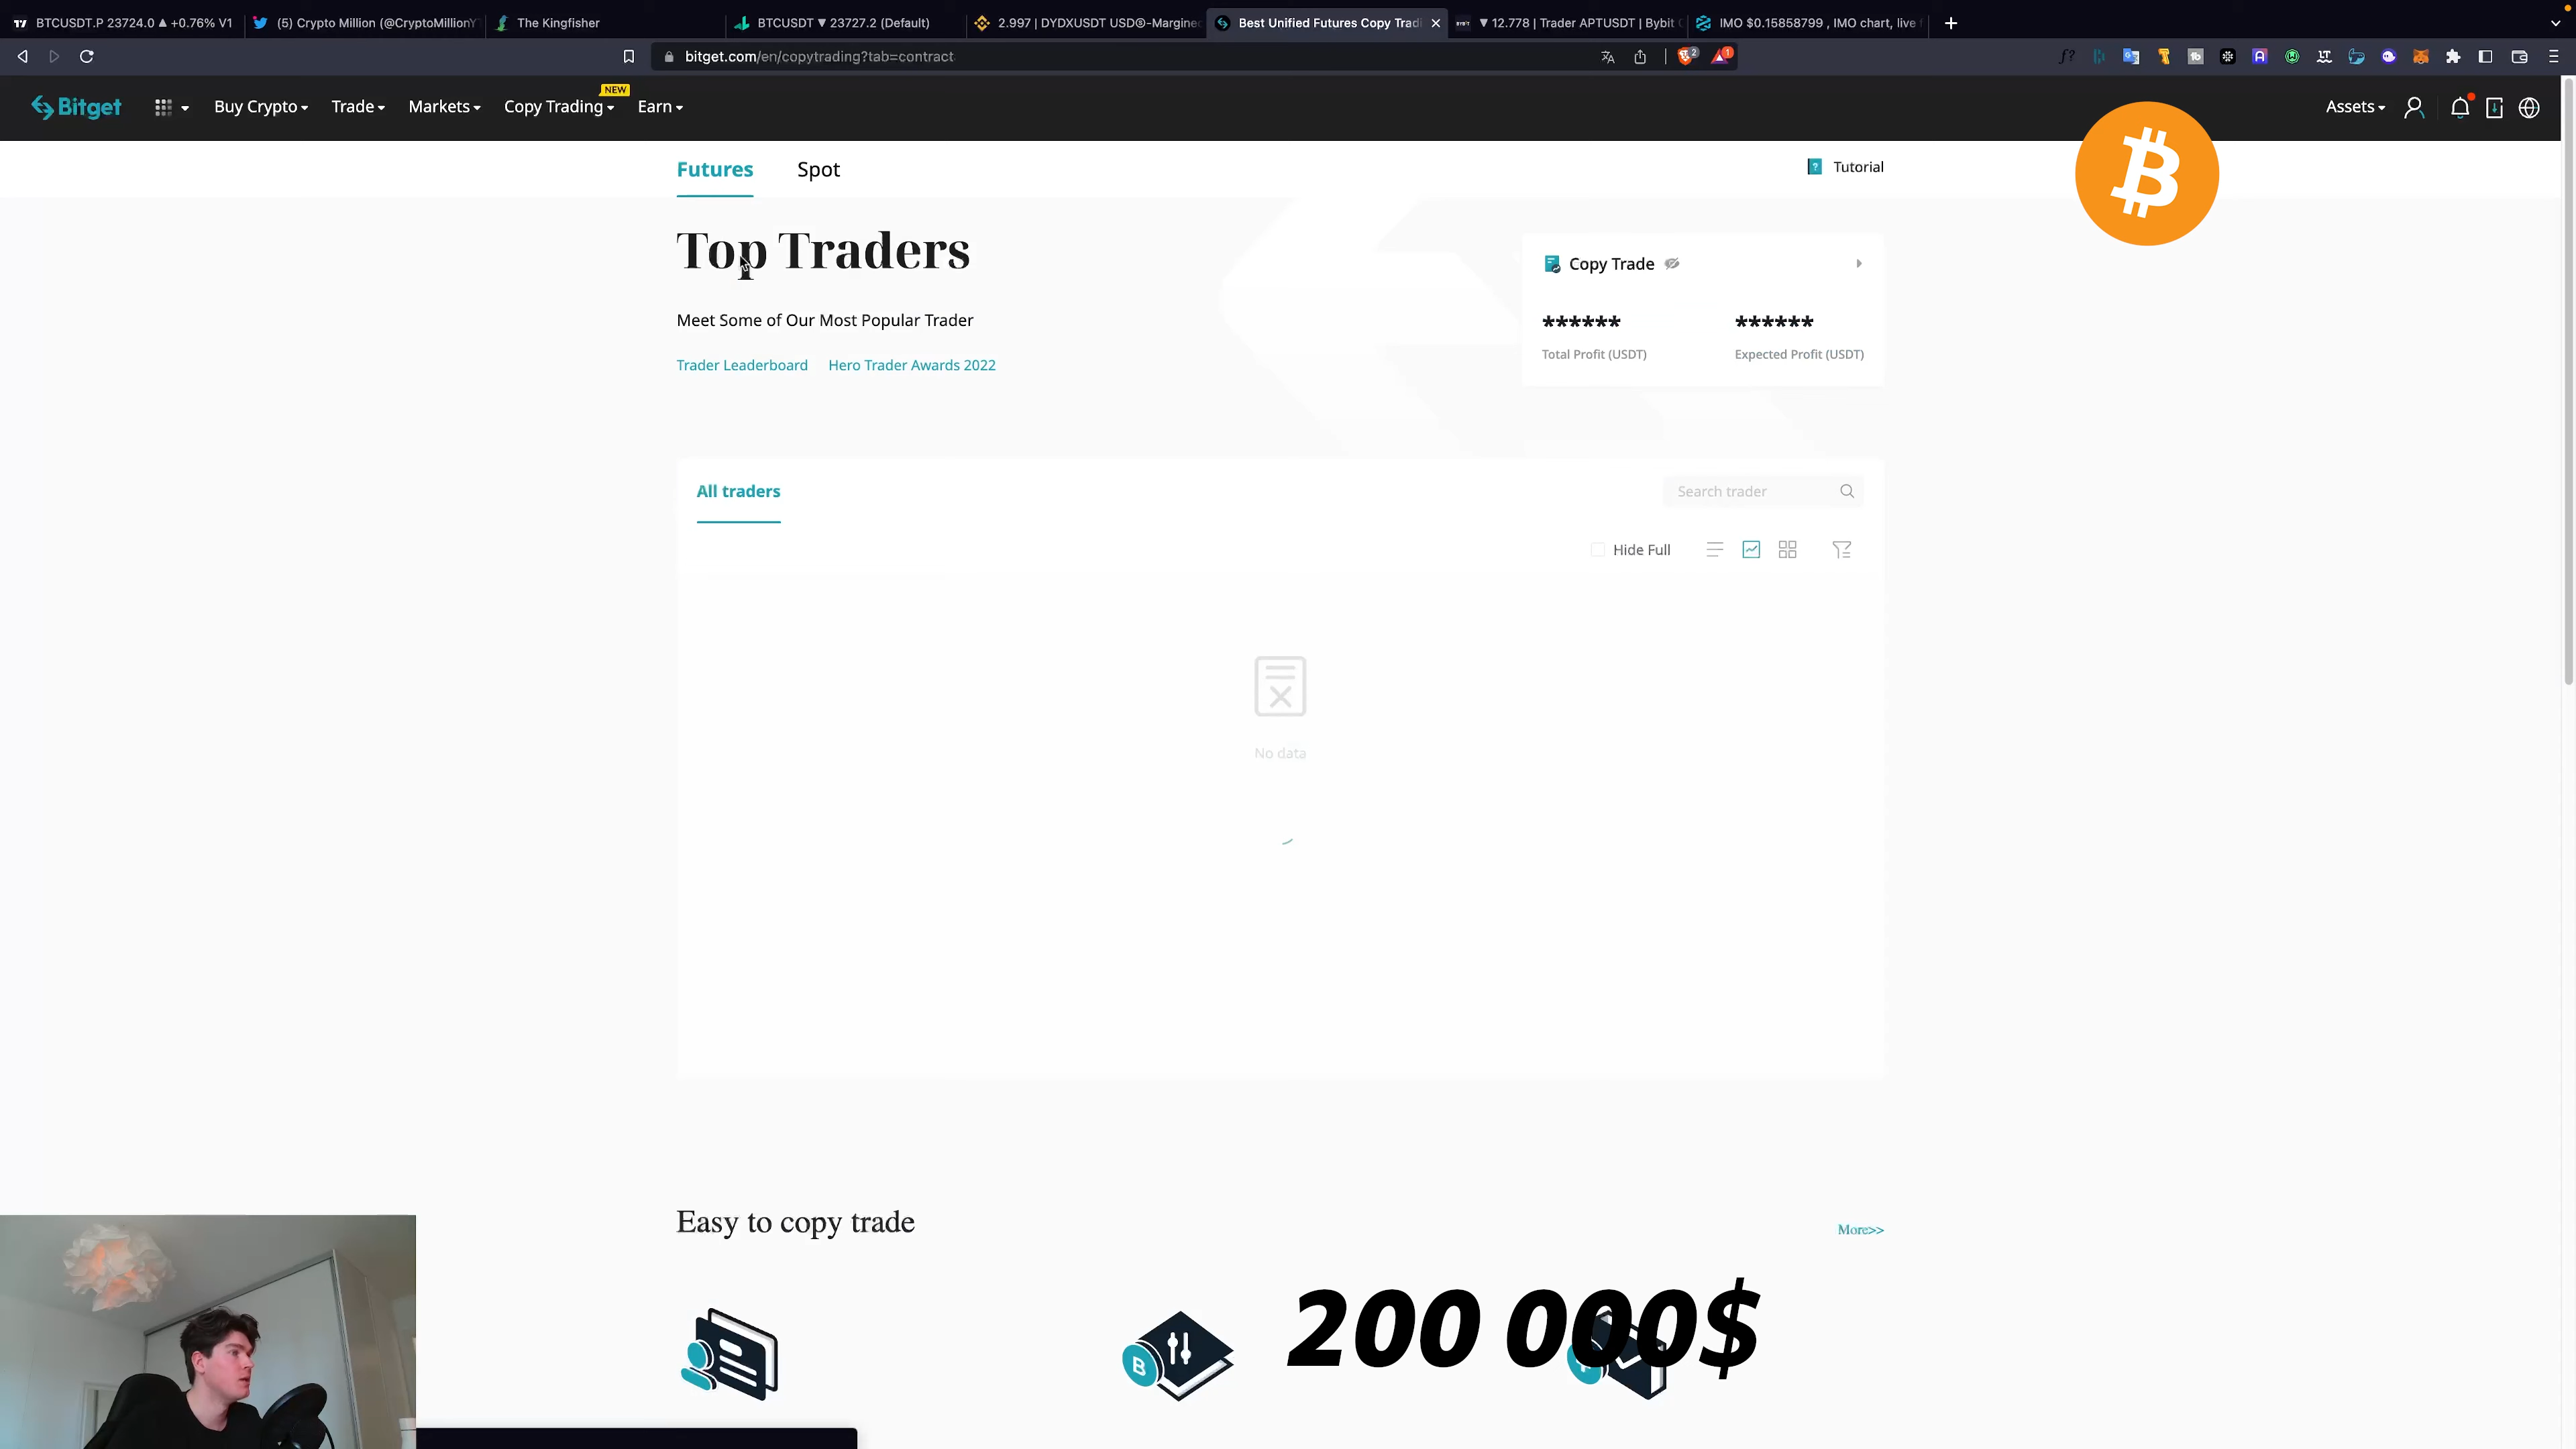 BTCUSDT.P 23724.0 ▲ +0.76% V1
(5) Crypto Million (@CryptoMillionY
The Kingfisher
BTCUSDT ▼ 23727.2 (Default)
2.997 | DYDXUSDT USD®-Margined
Best Unified Futures Copy Tradi
▼ 12.778 | Trader APTUSDT | Bybit
IMO $0.15858799 , IMO chart, live
bitget.com/en/copytrading?tab=contract
2
1
Bitget
Buy Crypto
Trade
Markets
Copy Trading
NEW
Earn
Assets
Futures
Spot
Tutorial
Top Traders
Meet Some of Our Most Popular Trader
Trader Leaderboard
Hero Trader Awards 2022
Copy Trade
******
******
Total Profit (USDT)
Expected Profit (USDT)
All traders
Search trader
Hide Full
No data
Easy to copy trade
More>>
200 000$